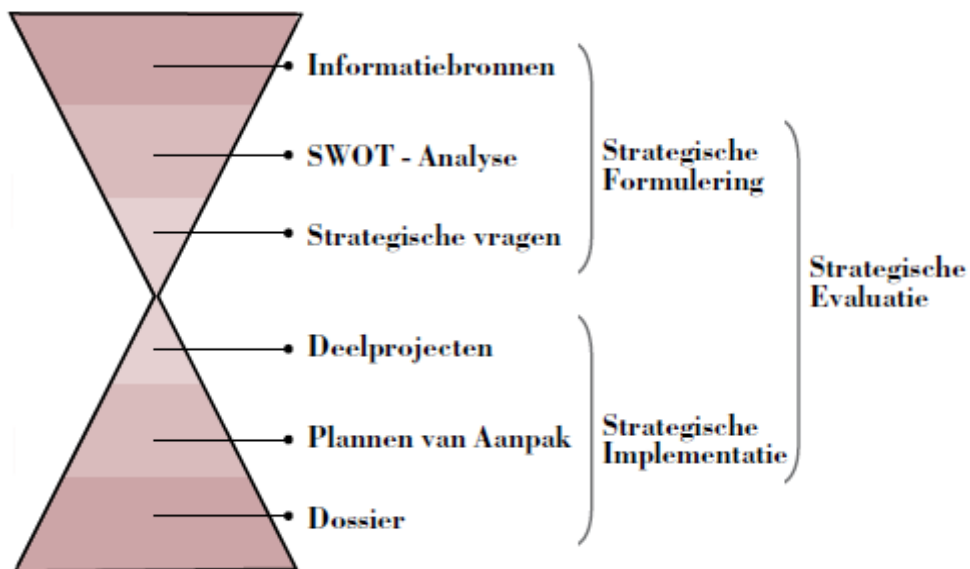 Informatiebronnen
SWOT - Analyse
Strategische vragen
Deelprojecten
Plannen van Aanpak
Dossier
Strategische
Formulering
Strategische
Implementatie
Strategische
Evaluatie